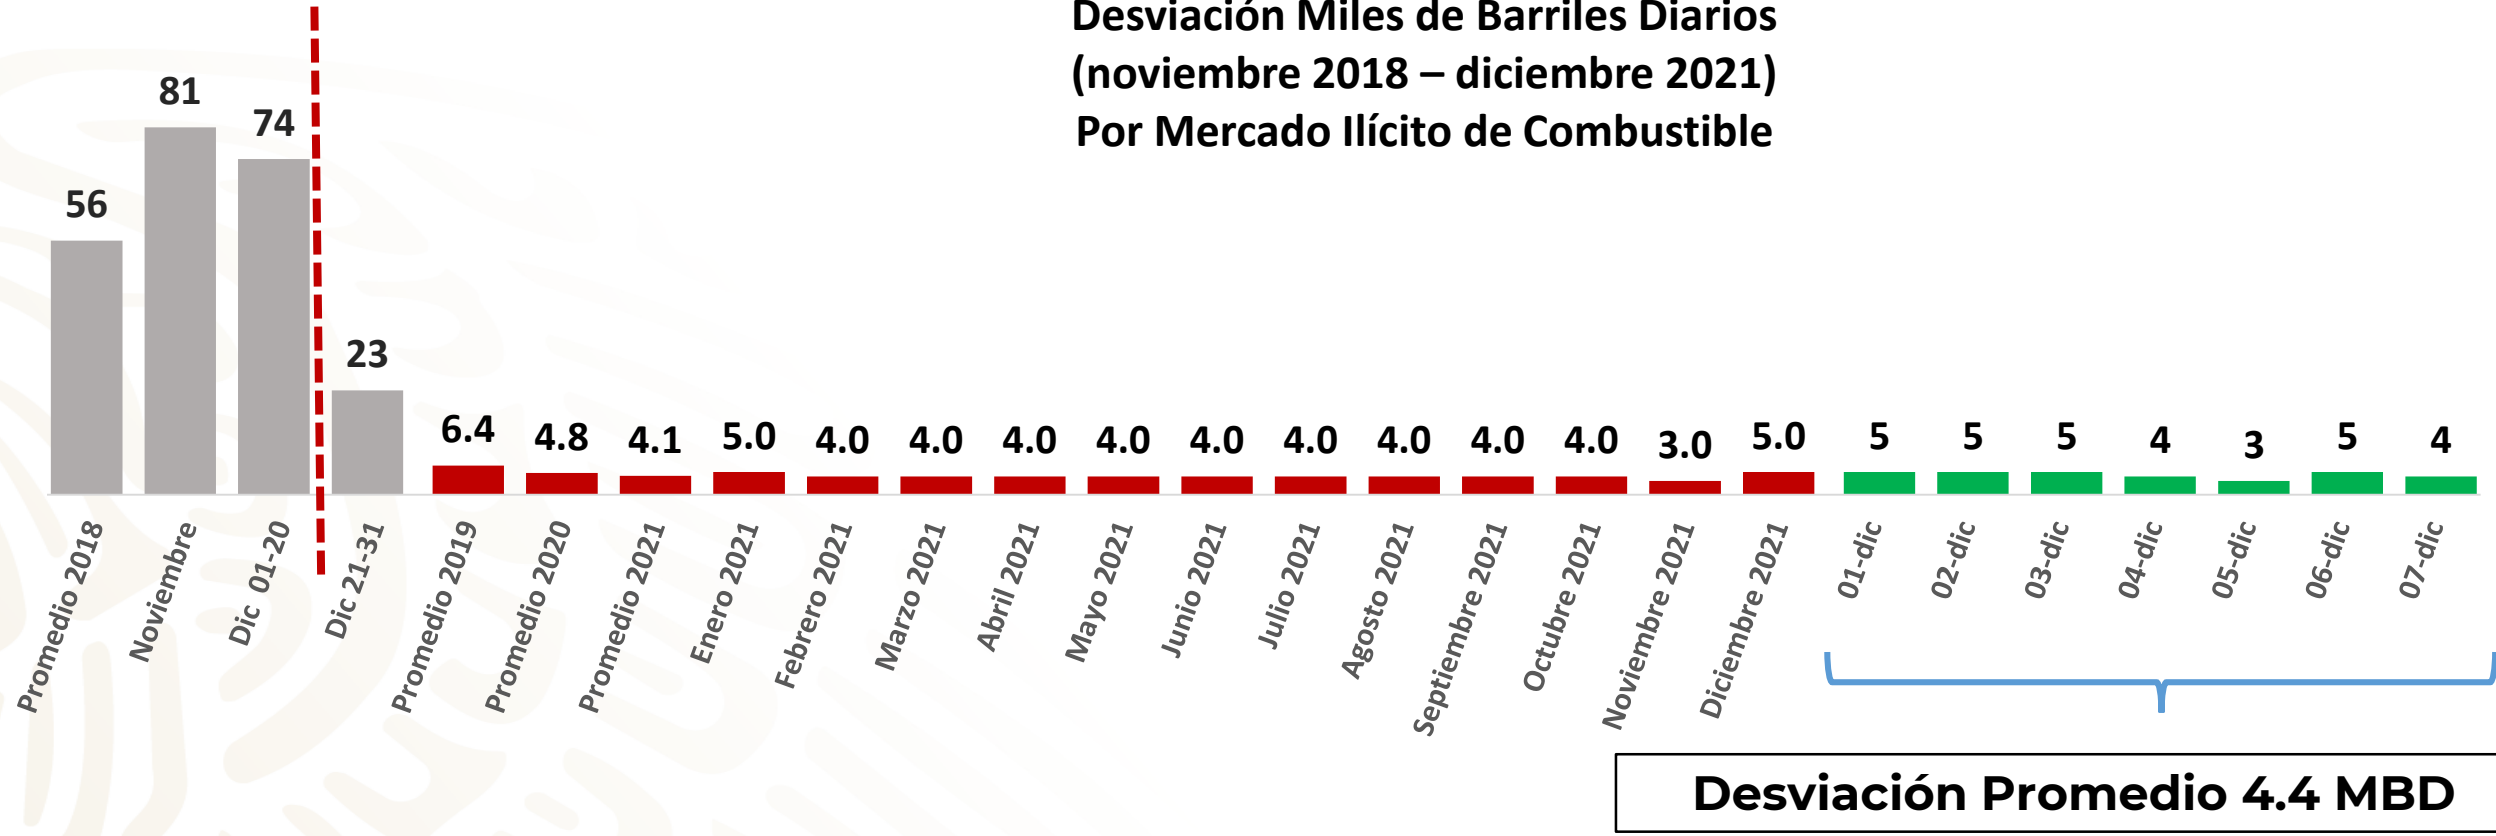 Desviación Miles de Barriles Diarios
(noviembre 2018 – diciembre 2021)
Por Mercado Ilícito de Combustible
56
81
74
23
6.4
4.8
4.1
5.0
4.0
4.0
4.0
4.0
4.0
4.0
4.0
4.0
4.0
3.0
5.0
5
5
5
4
3
5
4
Promedio 2018
Noviembre
Dic 01-20
Dic 21-31
Promedio 2019
Promedio 2020
Promedio 2021
Enero 2021
Febrero 2021
Marzo 2021
Abril 2021
Mayo 2021
Junio 2021
Julio 2021
Agosto 2021
Septiembre 2021
Octubre 2021
Noviembre 2021
Diciembre 2021
01-dic
02-dic
03-dic
04-dic
05-dic
06-dic
07-dic
Desviación Promedio 4.4 MBD